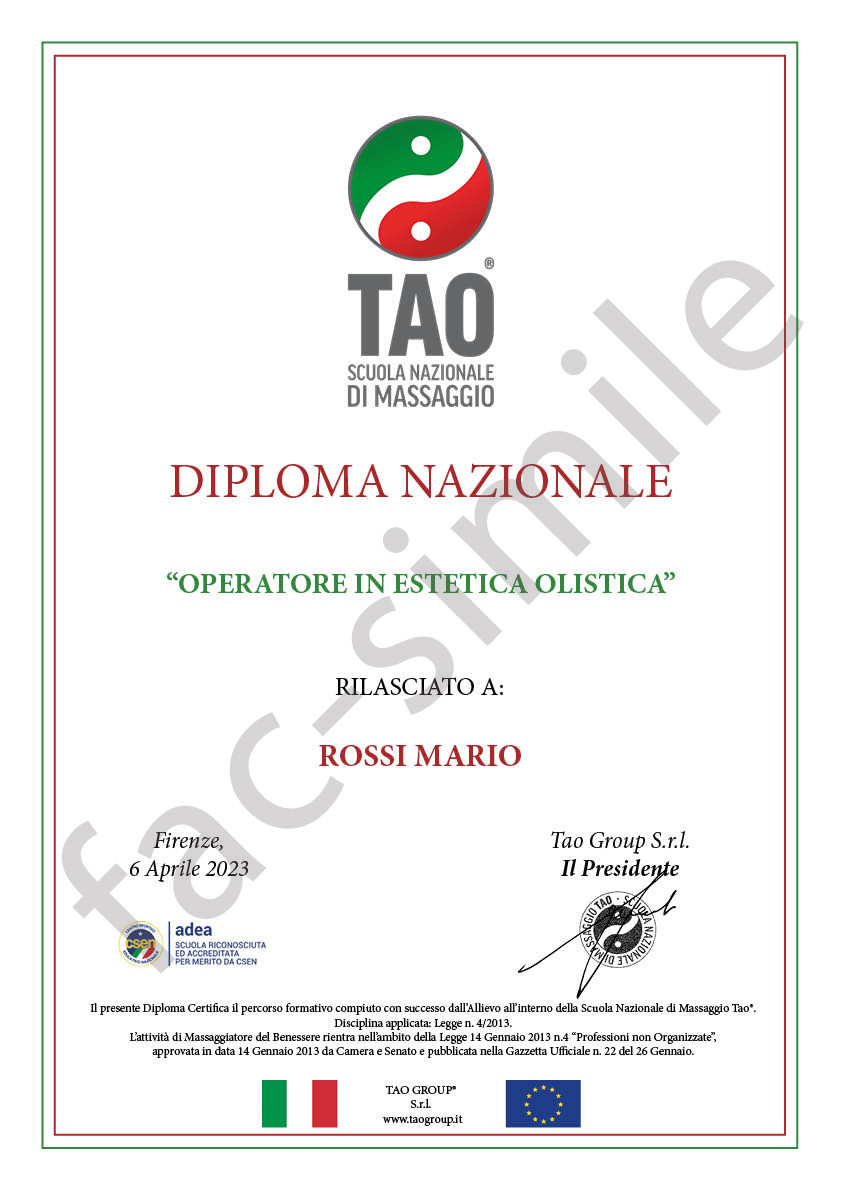 TAO®
SCUOLA NAZIONALE
DI MASSAGGIO
DIPLOMA NAZIONALE
“OPERATORE IN ESTETICA OLISTICA”
RILASCIATO A:
ROSSI MARIO
fac-simile
Firenze,
6 Aprile 2023
Tao Group S.r.l.
Il Presidente
TAO · SCUOLA NAZIONALE DI MASSAGGIO
CENTRO SPORTIVO
csen
EDUCATIVO NAZIONALE
adea
SCUOLA RICONOSCIUTA
ED ACCREDITATA
PER MERITO DA CSEN
Il presente Diploma Certifica il percorso formativo compiuto con successo dall’Allievo all’interno della Scuola Nazionale di Massaggio Tao®.
Disciplina applicata: Legge n. 4/2013.
L’attività di Massaggiatore del Benessere rientra nell’ambito della Legge 14 Gennaio 2013 n.4 “Professioni non Organizzate”,
approvata in data 14 Gennaio 2013 da Camera e Senato e pubblicata nella Gazzetta Ufficiale n. 22 del 26 Gennaio.
TAO GROUP®
S.r.l.
www.taogroup.it